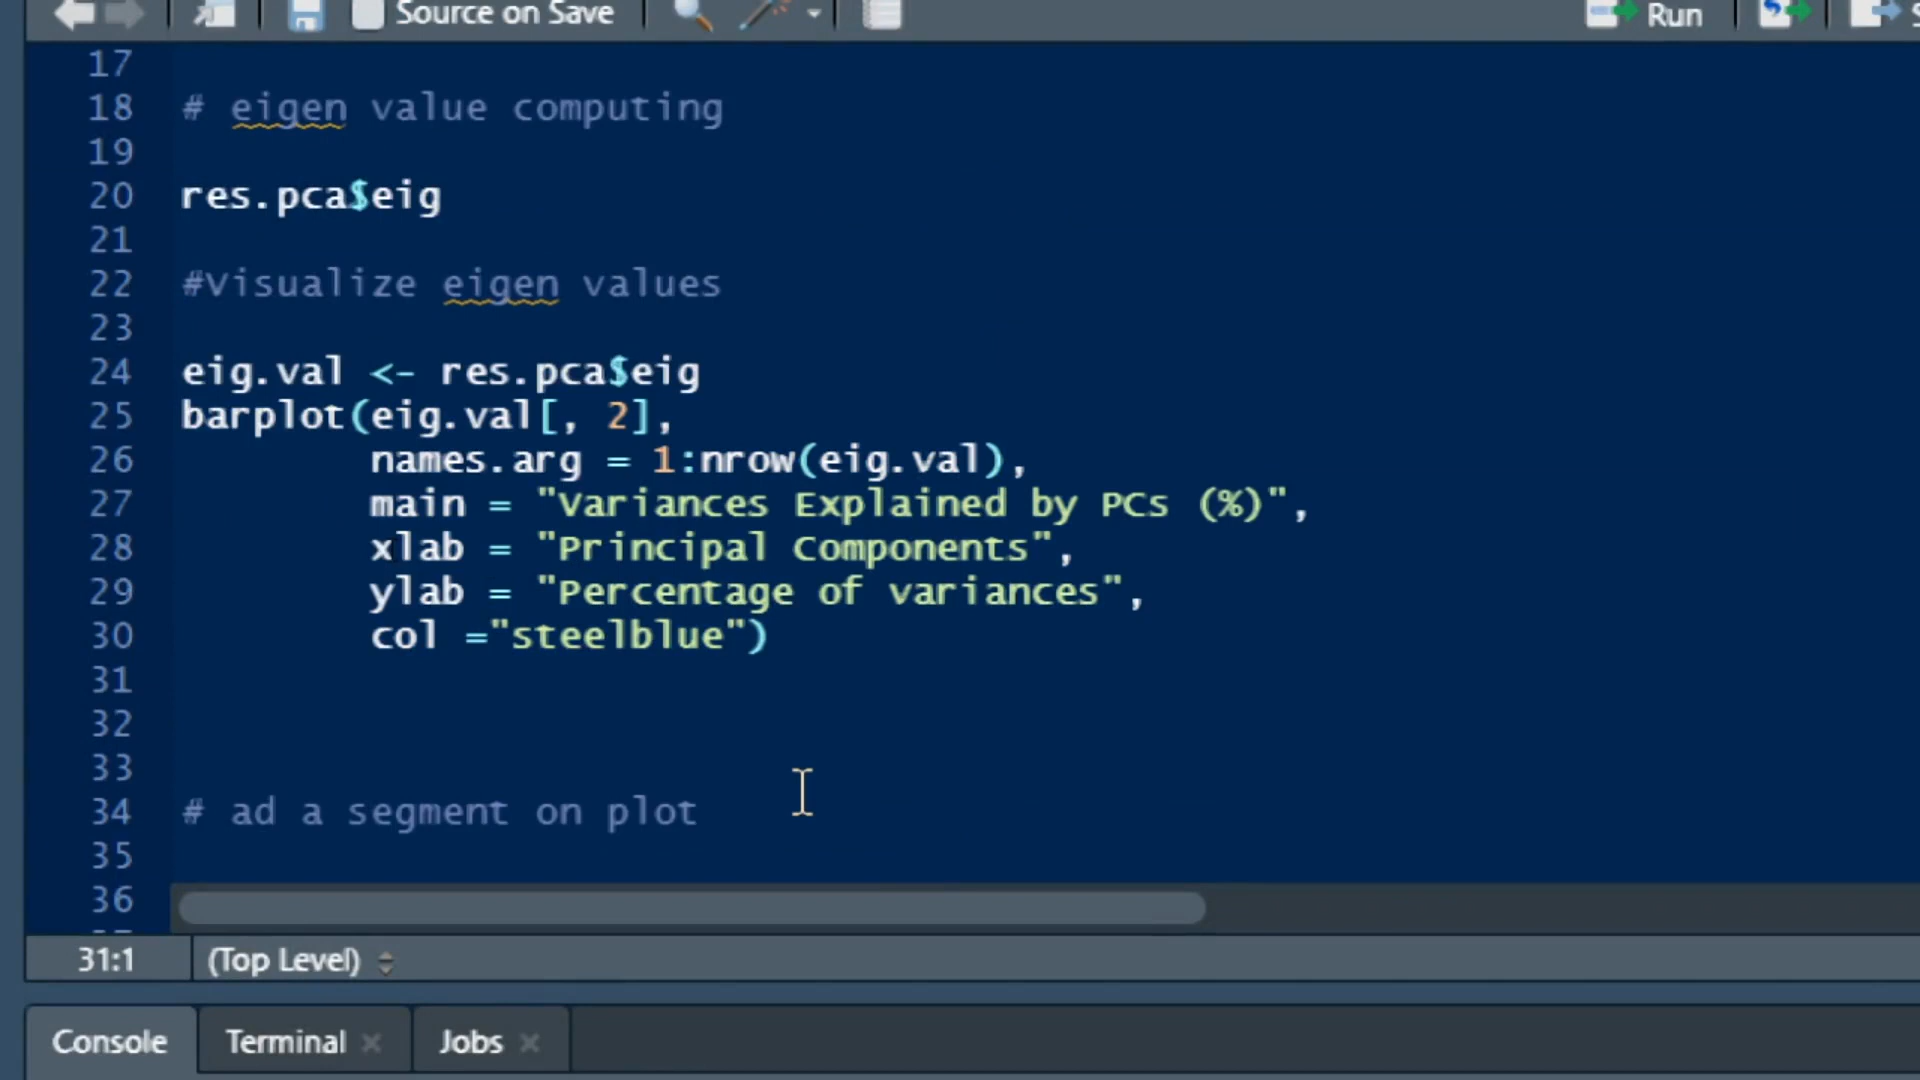 Source on Save Run
17
18 # eigen value computing
19
20 res.pca$eig
21
22 #Visualize eigen values
23
24 eig.val <- res.pca$eig
25 barplot(eig.val[, 2],
26 names.arg = 1:nrow(eig.val),
27 main = "Variances Explained by PCs (%)",
28 xlab = "Principal Components",
29 ylab = "Percentage of variances",
30 col ="steelblue")
31
32
33
34 # ad a segment on plot
35
36
31:1 (Top Level)
Console Terminal Jobs